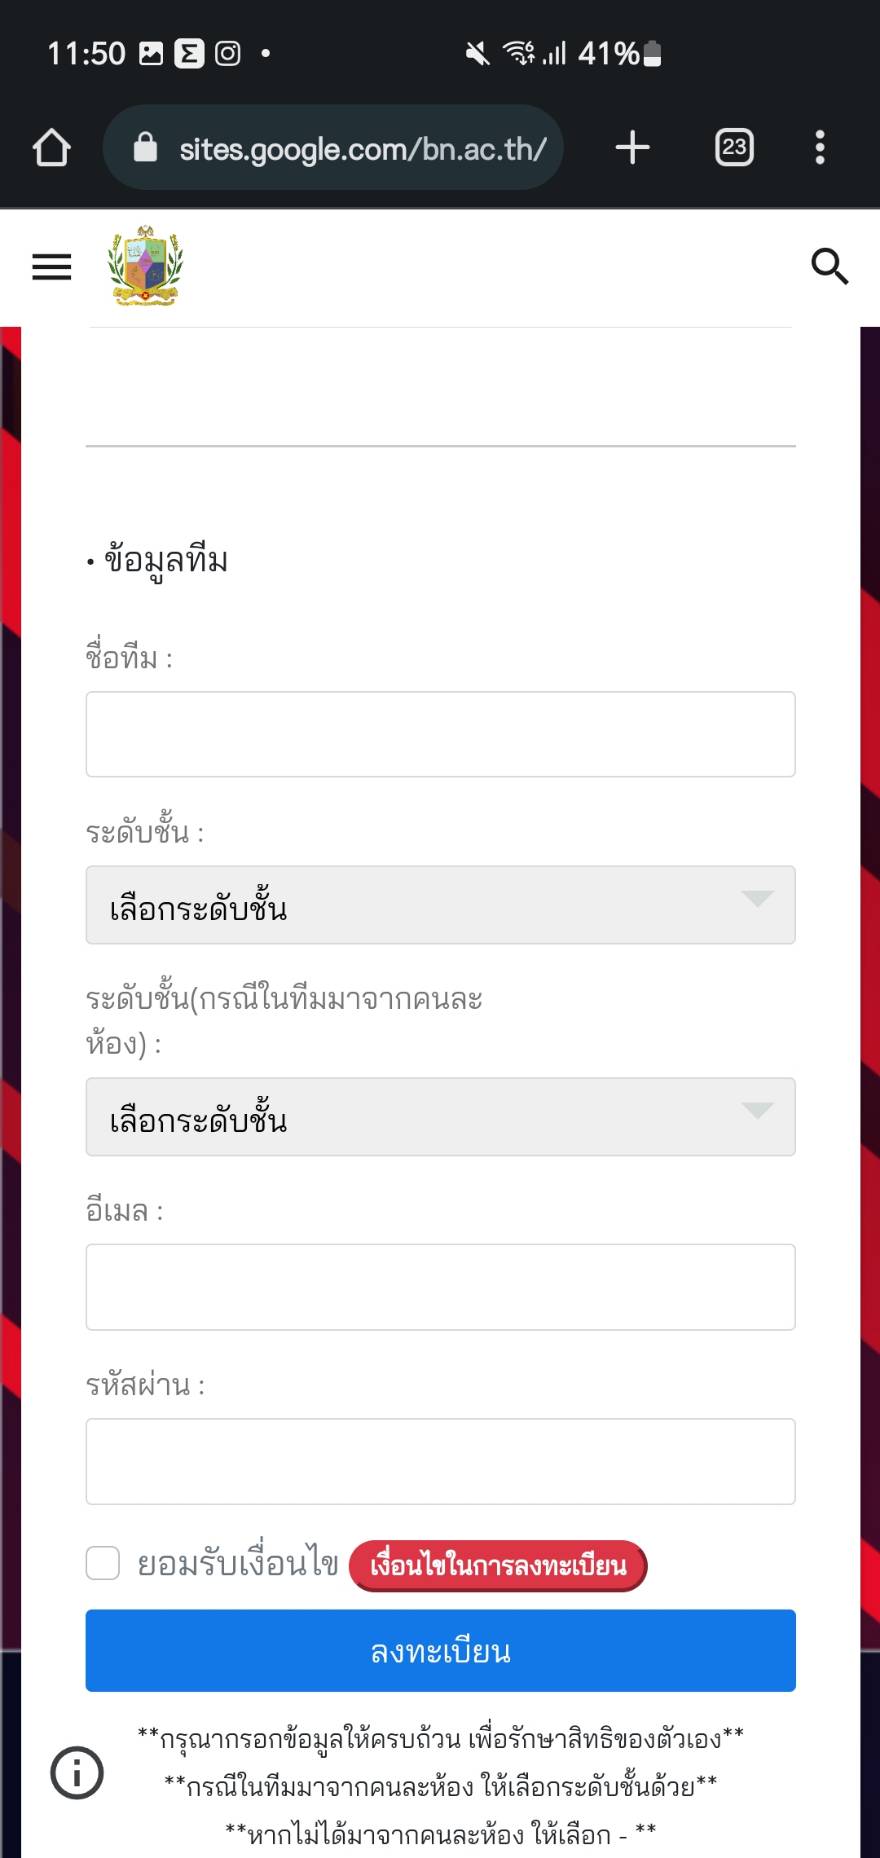 11:50
41%
sites.google.com/bn.ac.th/
23
• ข้อมูลทีม
ชื่อทีม :
ระดับชั้น :
เลือกระดับชั้น
ระดับชั้น(กรณีในทีมมาจากคนละ
ห้อง) :
เลือกระดับชั้น
อีเมล :
รหัสผ่าน :
ยอมรับเงื่อนไข เงื่อนไขในการลงทะเบียน
ลงทะเบียน
**กรุณากรอกข้อมูลให้ครบถ้วน เพื่อรักษาสิทธิของตัวเอง**
**กรณีในทีมมาจากคนละห้อง ให้เลือกระดับชั้นด้วย**
**หากไม่ได้มาจากคนละห้อง ให้เลือก - **